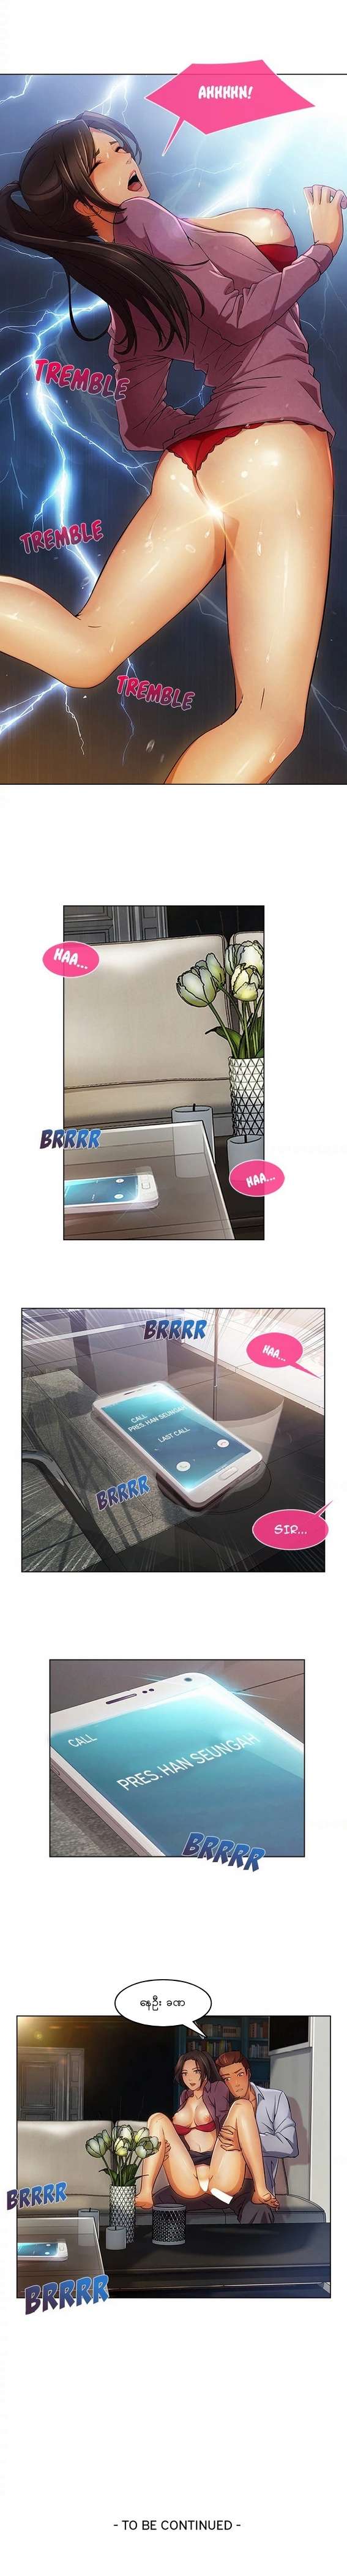 AHHHHN!
TREMBLE
TREMBLE
TREMBLE
HAA...
BRRRR
HAA...
BRRRR
HAA...
CALL
PRES. HAN SEUNGAH
LAST CALL
BRRRR
SIR...
CALL
PRES. HAN SEUNGAH
BRRRR
နေဦး ခဏ
BRRRR
BRRRR
- TO BE CONTINUED -